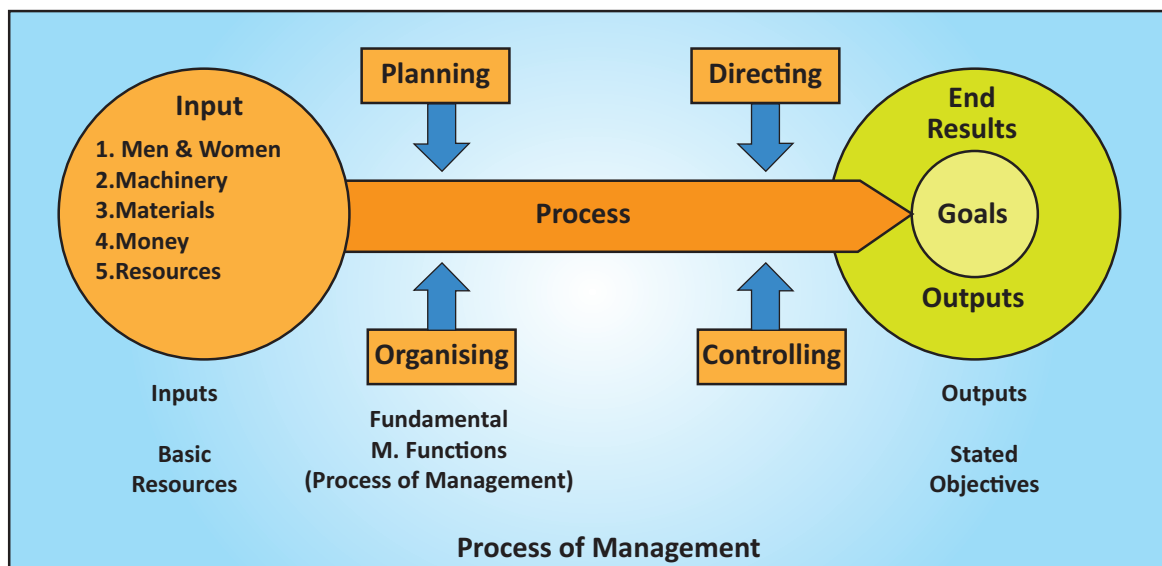 Input
1. Men & Women
2.Machinery
3.Materials
4.Money
5.Resources
Planning
Directing
Process
Organising
Controlling
End
Results
Goals
Outputs
Inputs
Basic
Resources
Fundamental
M. Functions
(Process of Management)
Outputs
Stated
Objectives
Process of Management